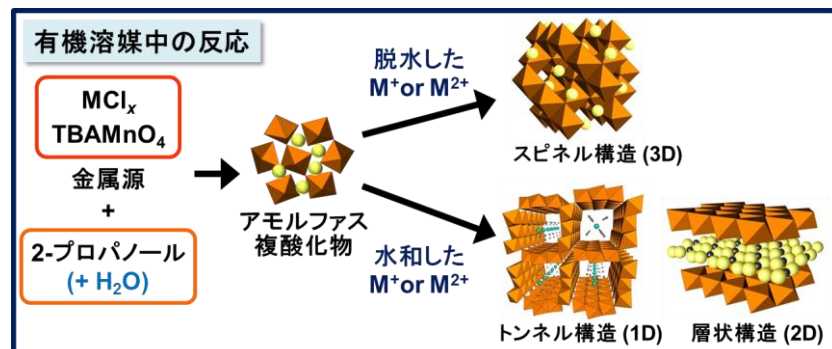 有機溶媒中の反応
MClₓ
TBAMnO₄
金属源
+
2-プロパノール
(+ H₂O)
アモルファス
複酸化物
脱水した
M⁺or M²⁺
スピネル構造 (3D)
水和した
M⁺or M²⁺
トンネル構造 (1D)
層状構造 (2D)